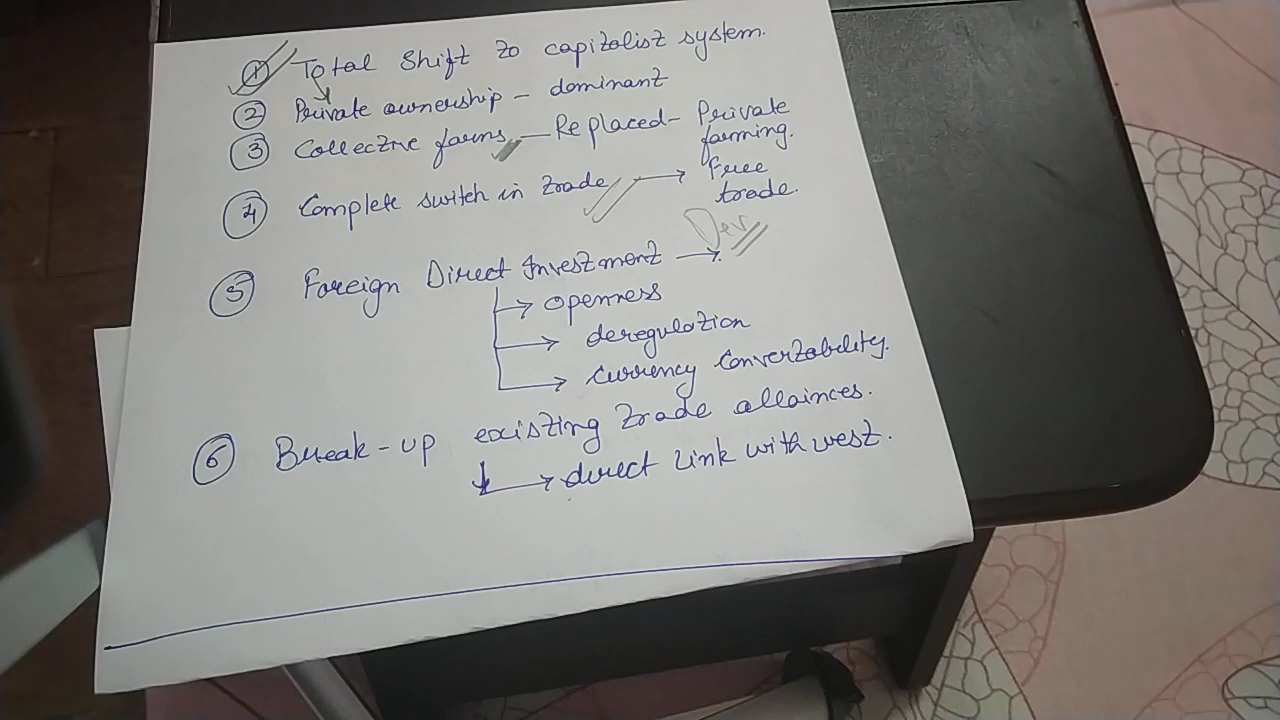 ① Total Shift to capitalist system.
② Private ownership - dominant
③ Collective farms - Replaced - Private farming.
④ Complete switch in trade → Free trade.
⑤ Foreign Direct Investment → Dev
→ openness
→ deregulation
→ currency convertability.
⑥ Break-up existing trade allainces.
→ direct link with west.